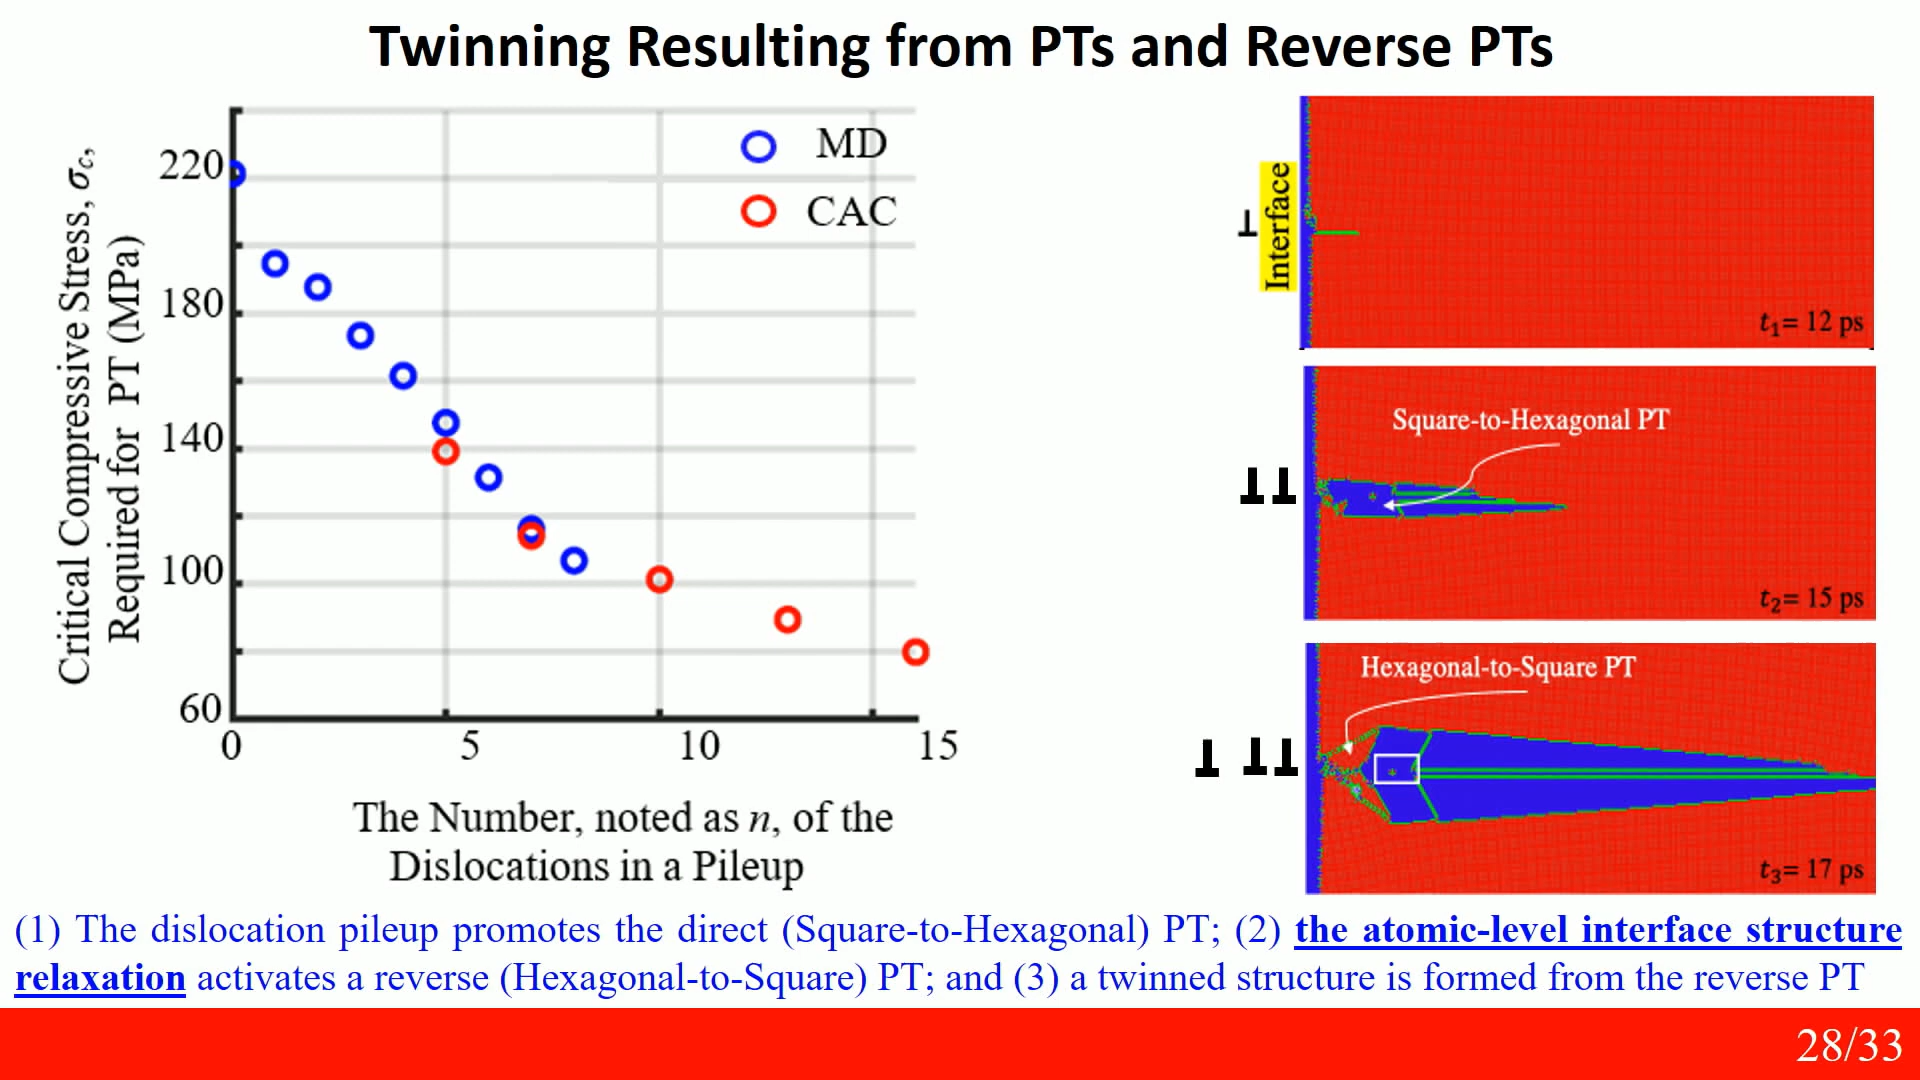 Twinning Resulting from PTs and Reverse PTs
Critical Compressive Stress, σc,
Required for PT (MPa)
220
180
140
100
60
0
5
10
15
MD
CAC
The Number, noted as n, of the
Dislocations in a Pileup
Interface
t1= 12 ps
Square-to-Hexagonal PT
t2= 15 ps
Hexagonal-to-Square PT
t3= 17 ps
(1) The dislocation pileup promotes the direct (Square-to-Hexagonal) PT; (2) the atomic-level interface structure
relaxation activates a reverse (Hexagonal-to-Square) PT; and (3) a twinned structure is formed from the reverse PT
28/33